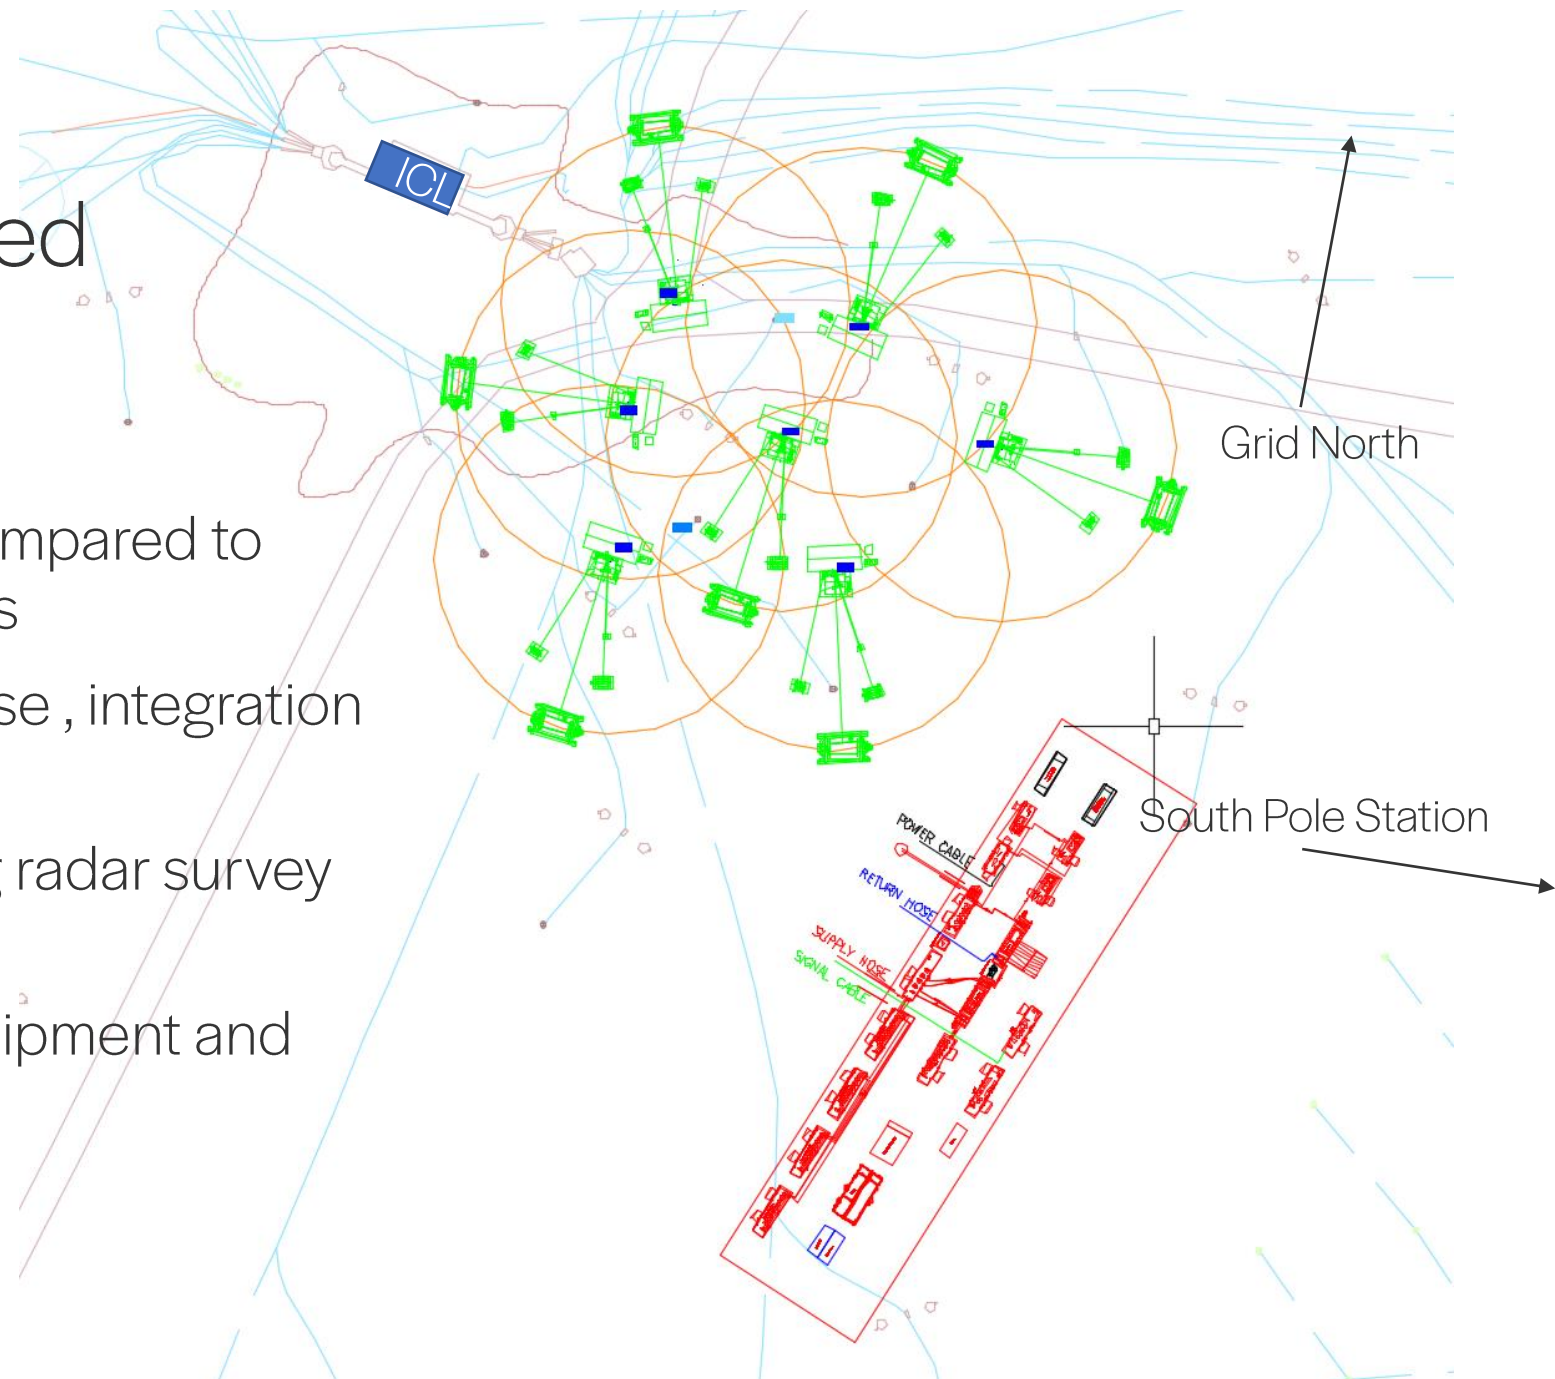 ICL
ed
Grid North
mpared to
s
se , integration
South Pole Station
POWER CABLE
g radar survey
RETURN HOSE
SUPPLY HOSE
SIGNAL CABLE
ipment and